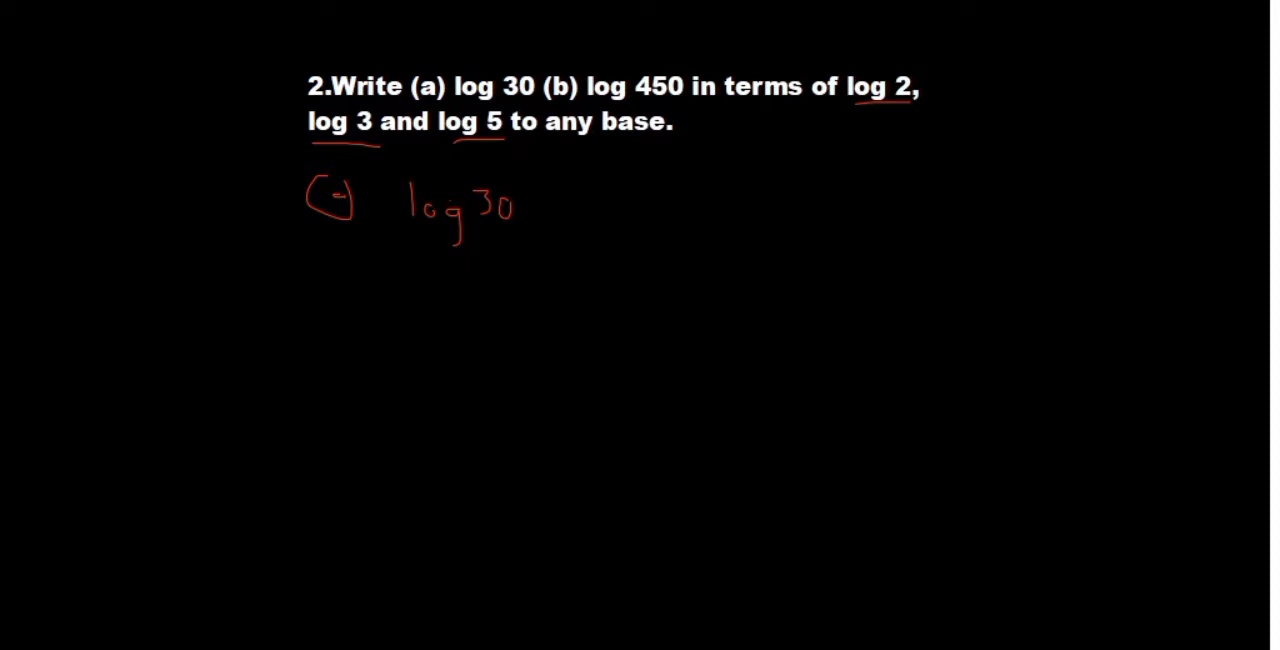 2.Write (a) log 30 (b) log 450 in terms of log 2,
log 3 and log 5 to any base.
(a) log 30